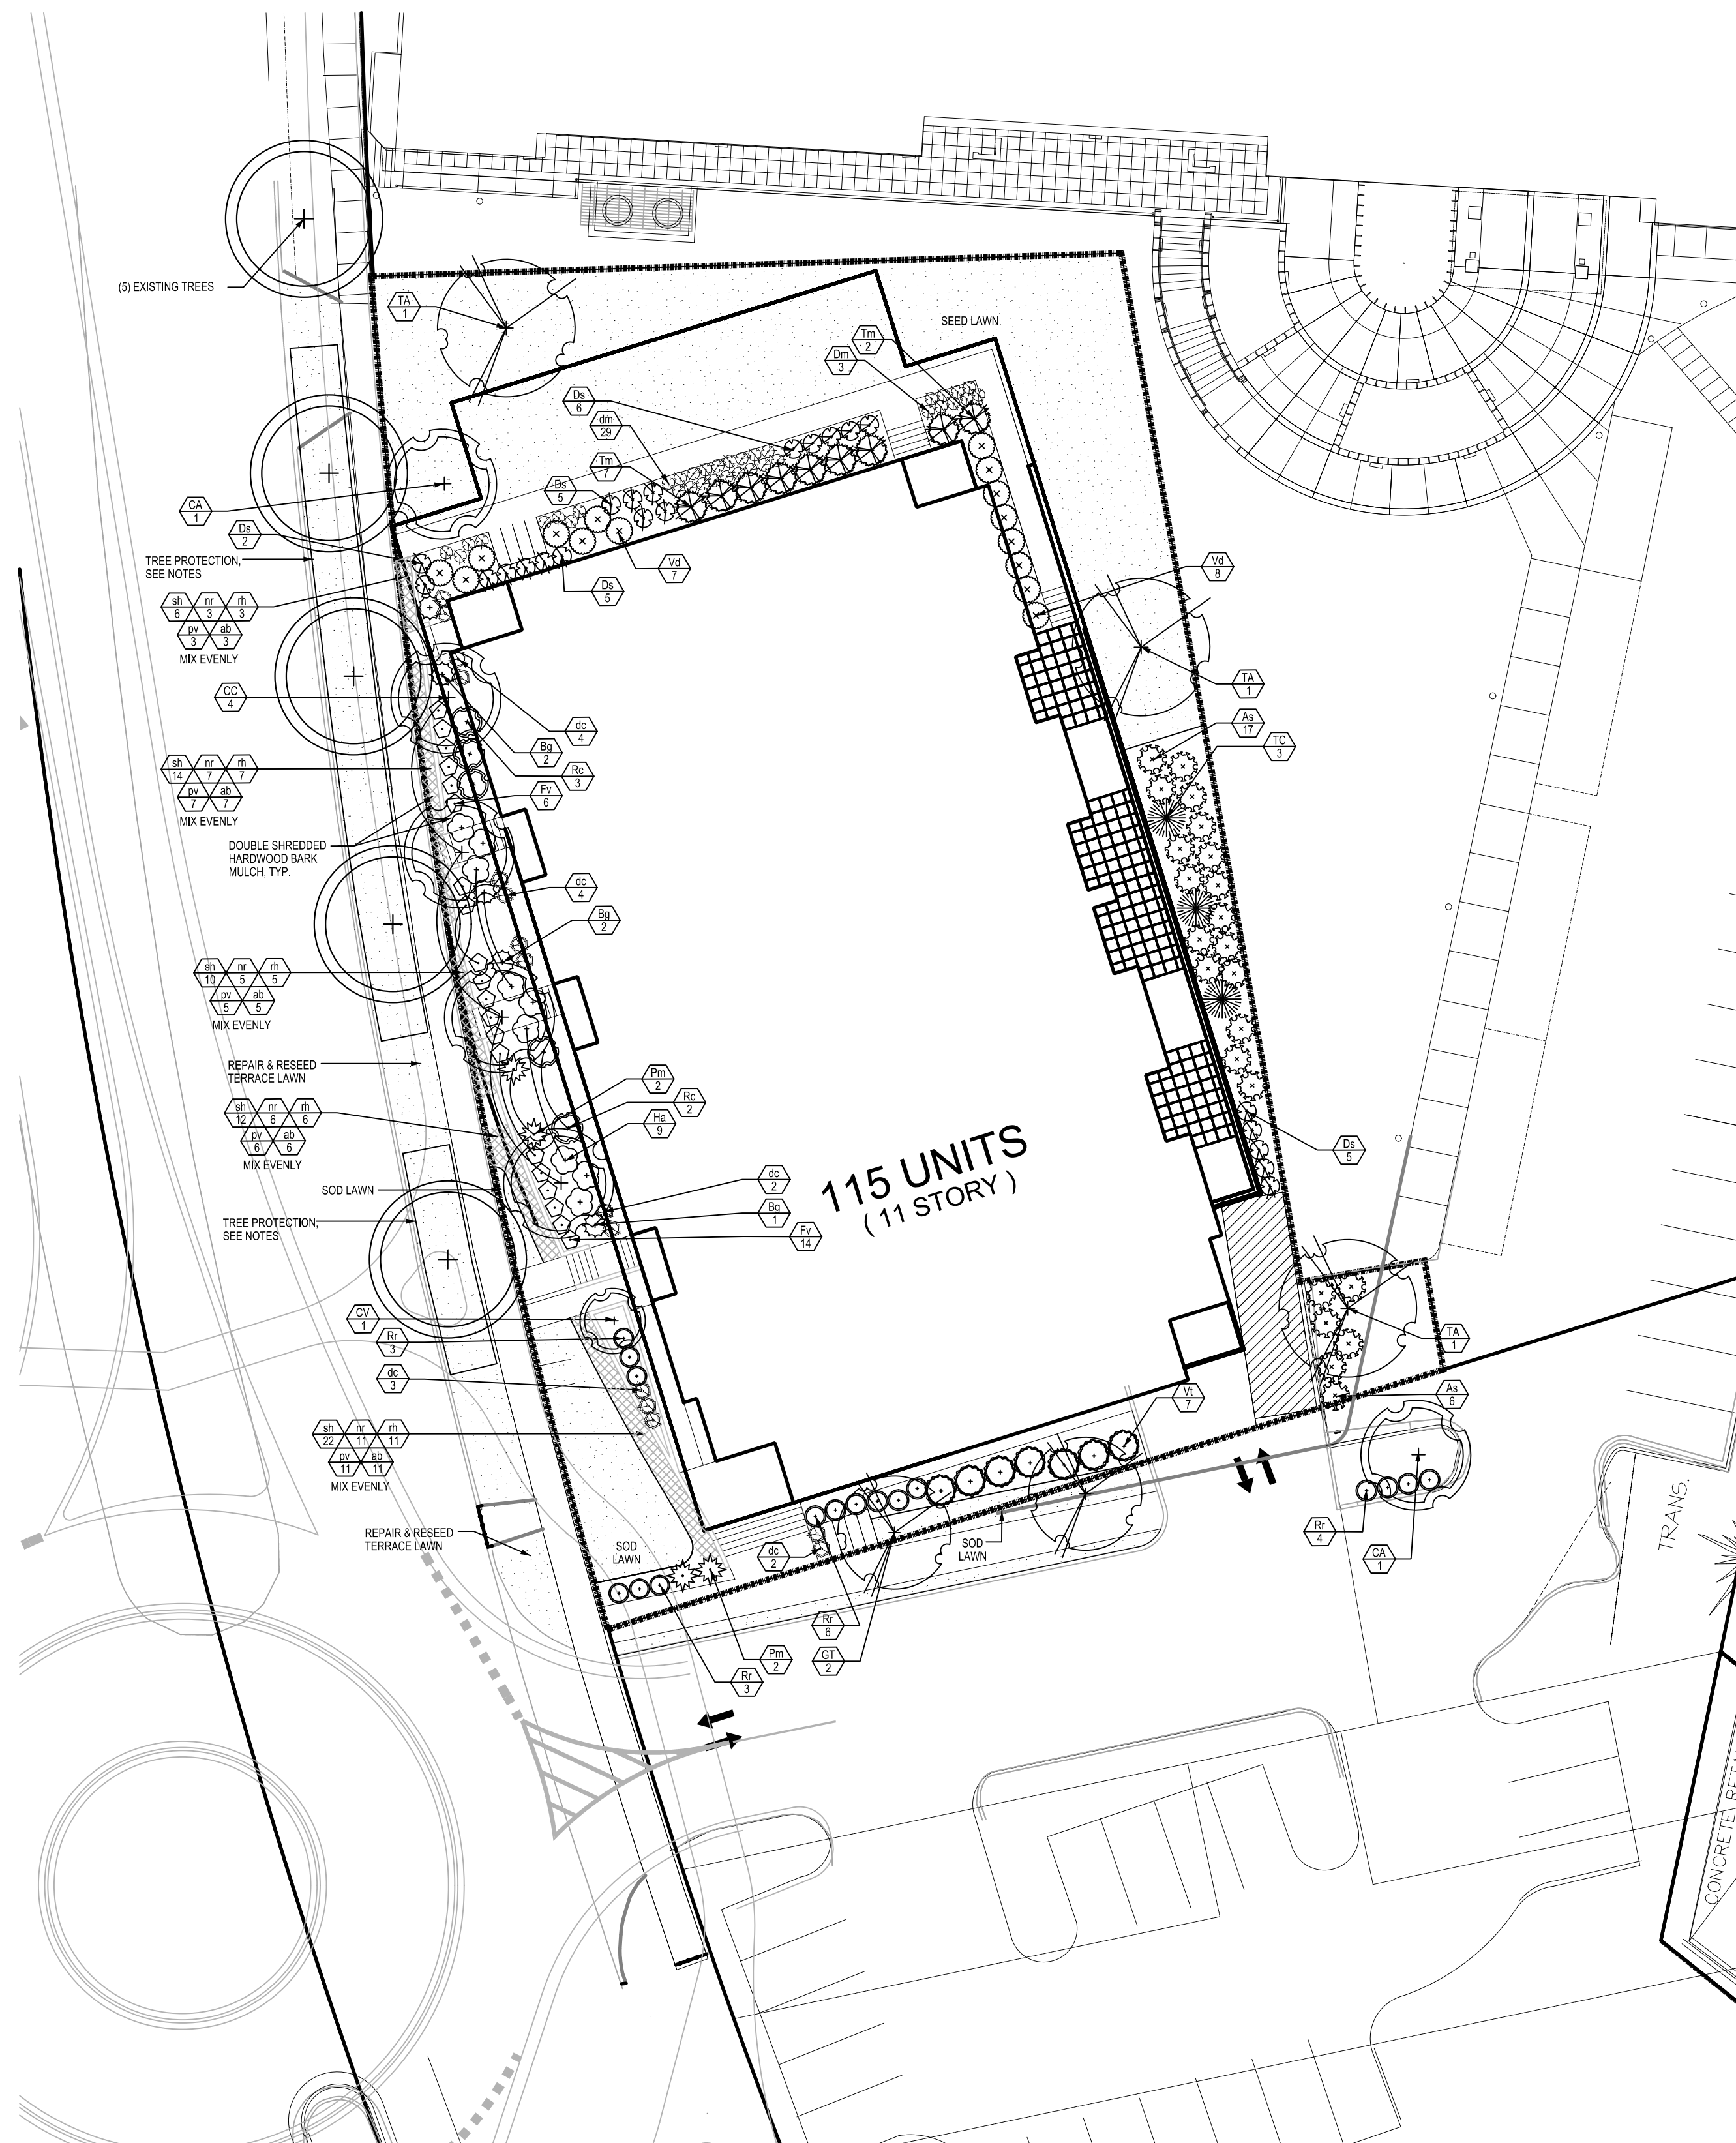 (5) EXISTING TREES
TA
1
SEED LAWN
Tm
2
Dm
3
Ds
6
dm
29
Tm
7
Ds
5
CA
1
Ds
2
TREE PROTECTION,
SEE NOTES
Vd
7
Ds
5
Vd
8
sh nr rh
6 3 3
pv ab
3 3
MIX EVENLY
CC
4
TA
1
As
17
TC
3
dc
4
Bg
2
Rc
3
Fv
6
sh nr rh
14 7 7
pv ab
7 7
MIX EVENLY
DOUBLE SHREDDED
HARDWOOD BARK
MULCH, TYP.
dc
4
Bg
2
sh nr rh
10 5 5
pv ab
5 5
MIX EVENLY
REPAIR & RESEED
TERRACE LAWN
Pm
2
Rc
2
Ha
9
sh nr rh
12 6 6
pv ab
6 6
MIX EVENLY
Ds
5
115 UNITS
( 11 STORY )
dc
2
Bg
1
Fv
14
SOD LAWN
TREE PROTECTION,
SEE NOTES
CV
1
Rr
3
dc
3
TA
1
Vt
7
As
6
sh nr rh
22 11 11
pv ab
11 11
MIX EVENLY
REPAIR & RESEED
TERRACE LAWN
SOD
LAWN
dc
2
SOD
LAWN
Rr
4
CA
1
TRANS.
Rr
6
GT
2
Pm
2
Rr
3
CONCRETE